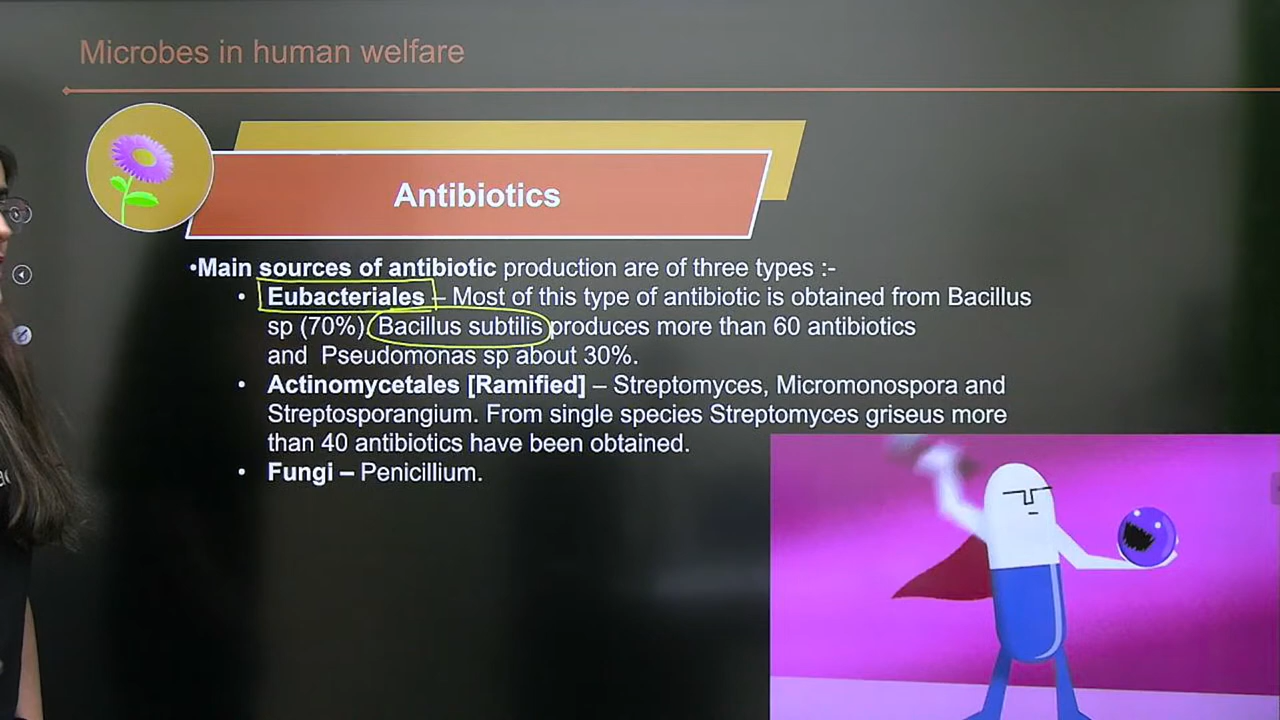 Microbes in human welfare
Antibiotics
•Main sources of antibiotic production are of three types :-
• Eubacteriales – Most of this type of antibiotic is obtained from Bacillus
sp (70%). Bacillus subtilis produces more than 60 antibiotics
and Pseudomonas sp about 30%.
• Actinomycetales [Ramified] – Streptomyces, Micromonospora and
Streptosporangium. From single species Streptomyces griseus more
than 40 antibiotics have been obtained.
• Fungi – Penicillium.